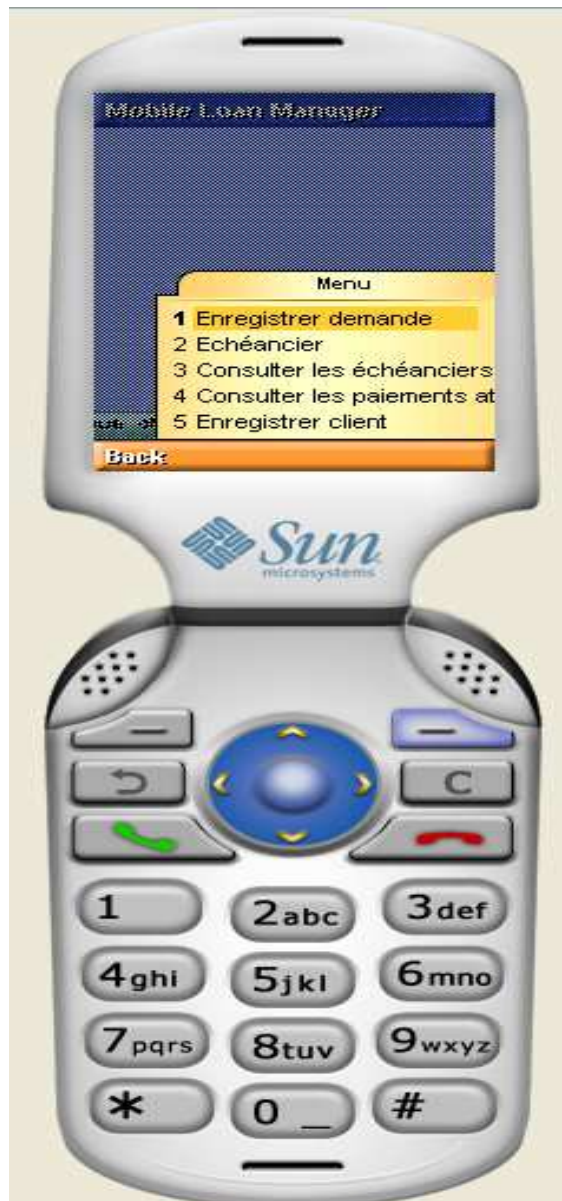 Mobile Loan Manager
Menu
1 Enregistrer demande
2 Echéancier
3 Consulter les échéanciers
4 Consulter les paiements at
5 Enregistrer client
Back
Sun
microsystems
C
1 2abc 3def
4ghi 5jkl 6mno
7pqrs 8tuv 9wxyz
* 0 _ #